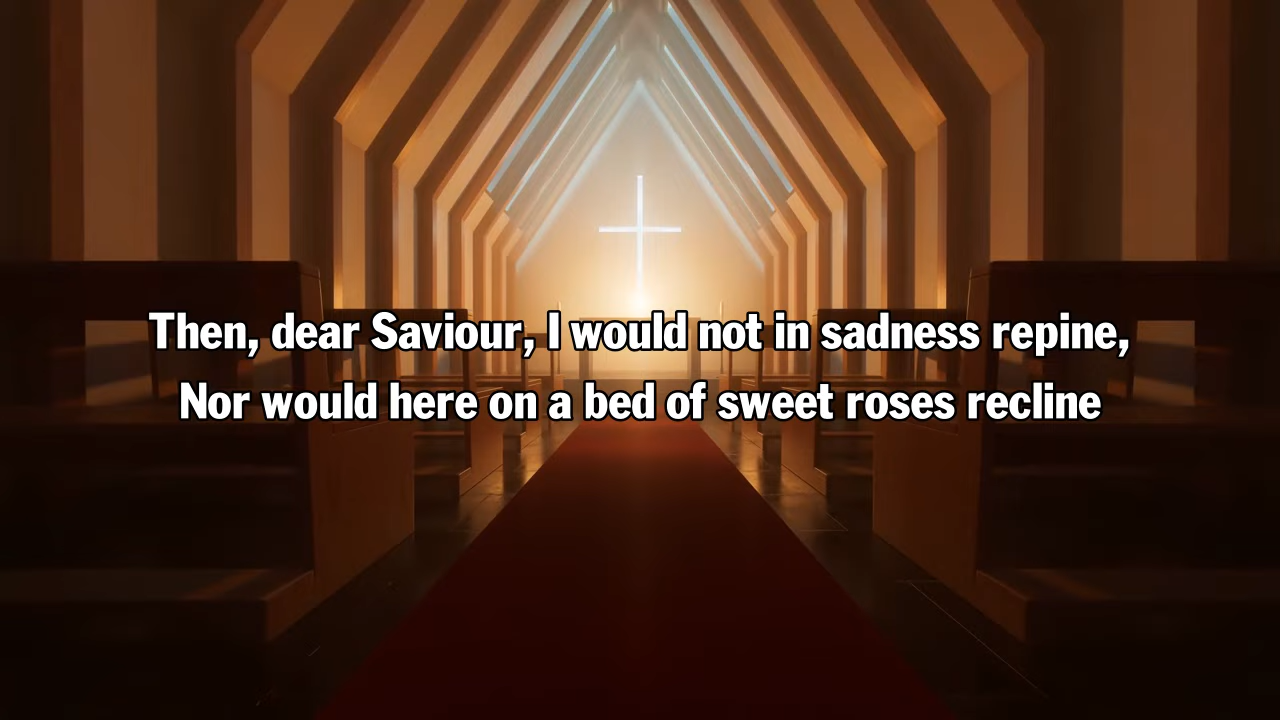 Then, dear Saviour, I would not in sadness repine,
Nor would here on a bed of sweet roses recline